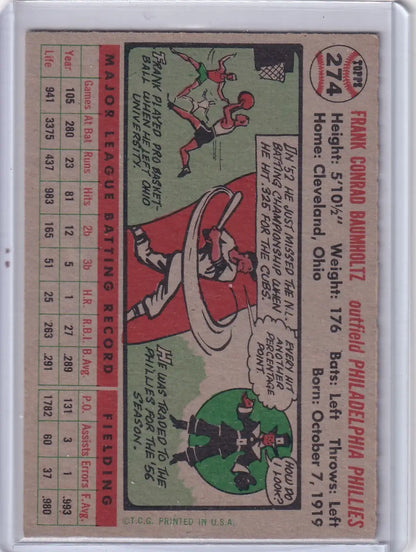 TOPPS
274
FRANK CONRAD BAUMHOLTZ outfield PHILADELPHIA PHILLIES
Height: 5'10½" Weight: 176 Bats: Left Throws: Left
Home: Cleveland, Ohio Born: October 7, 1919
FRANK PLAYED PRO BASKET-
BALL WHEN HE LEFT OHIO
UNIVERSITY.
IN '52 HE JUST MISSED THE N.L.
BATTING CHAMPIONSHIP WHEN
HE HIT .325 FOR THE CUBS.
EVERY HIT
ANOTHER
PERCENTAGE
POINT.
HE WAS TRADED TO
THE PHILLIES FOR THE '56
SEASON.
HOW DO
I LOOK?
MAJOR LEAGUE BATTING RECORD FIELDING
Games At Bat Runs Hits 2b 3b H.R. R.B.I. B.Avg. P.O. Assists Errors F.Avg.
Year 105 280 23 81 12 5 1 27 .289 131 3 1 .993
Life 941 3375 437 983 165 51 25 263 .291 1782 60 37 .980
©T.C.G. PRINTED IN U.S.A.